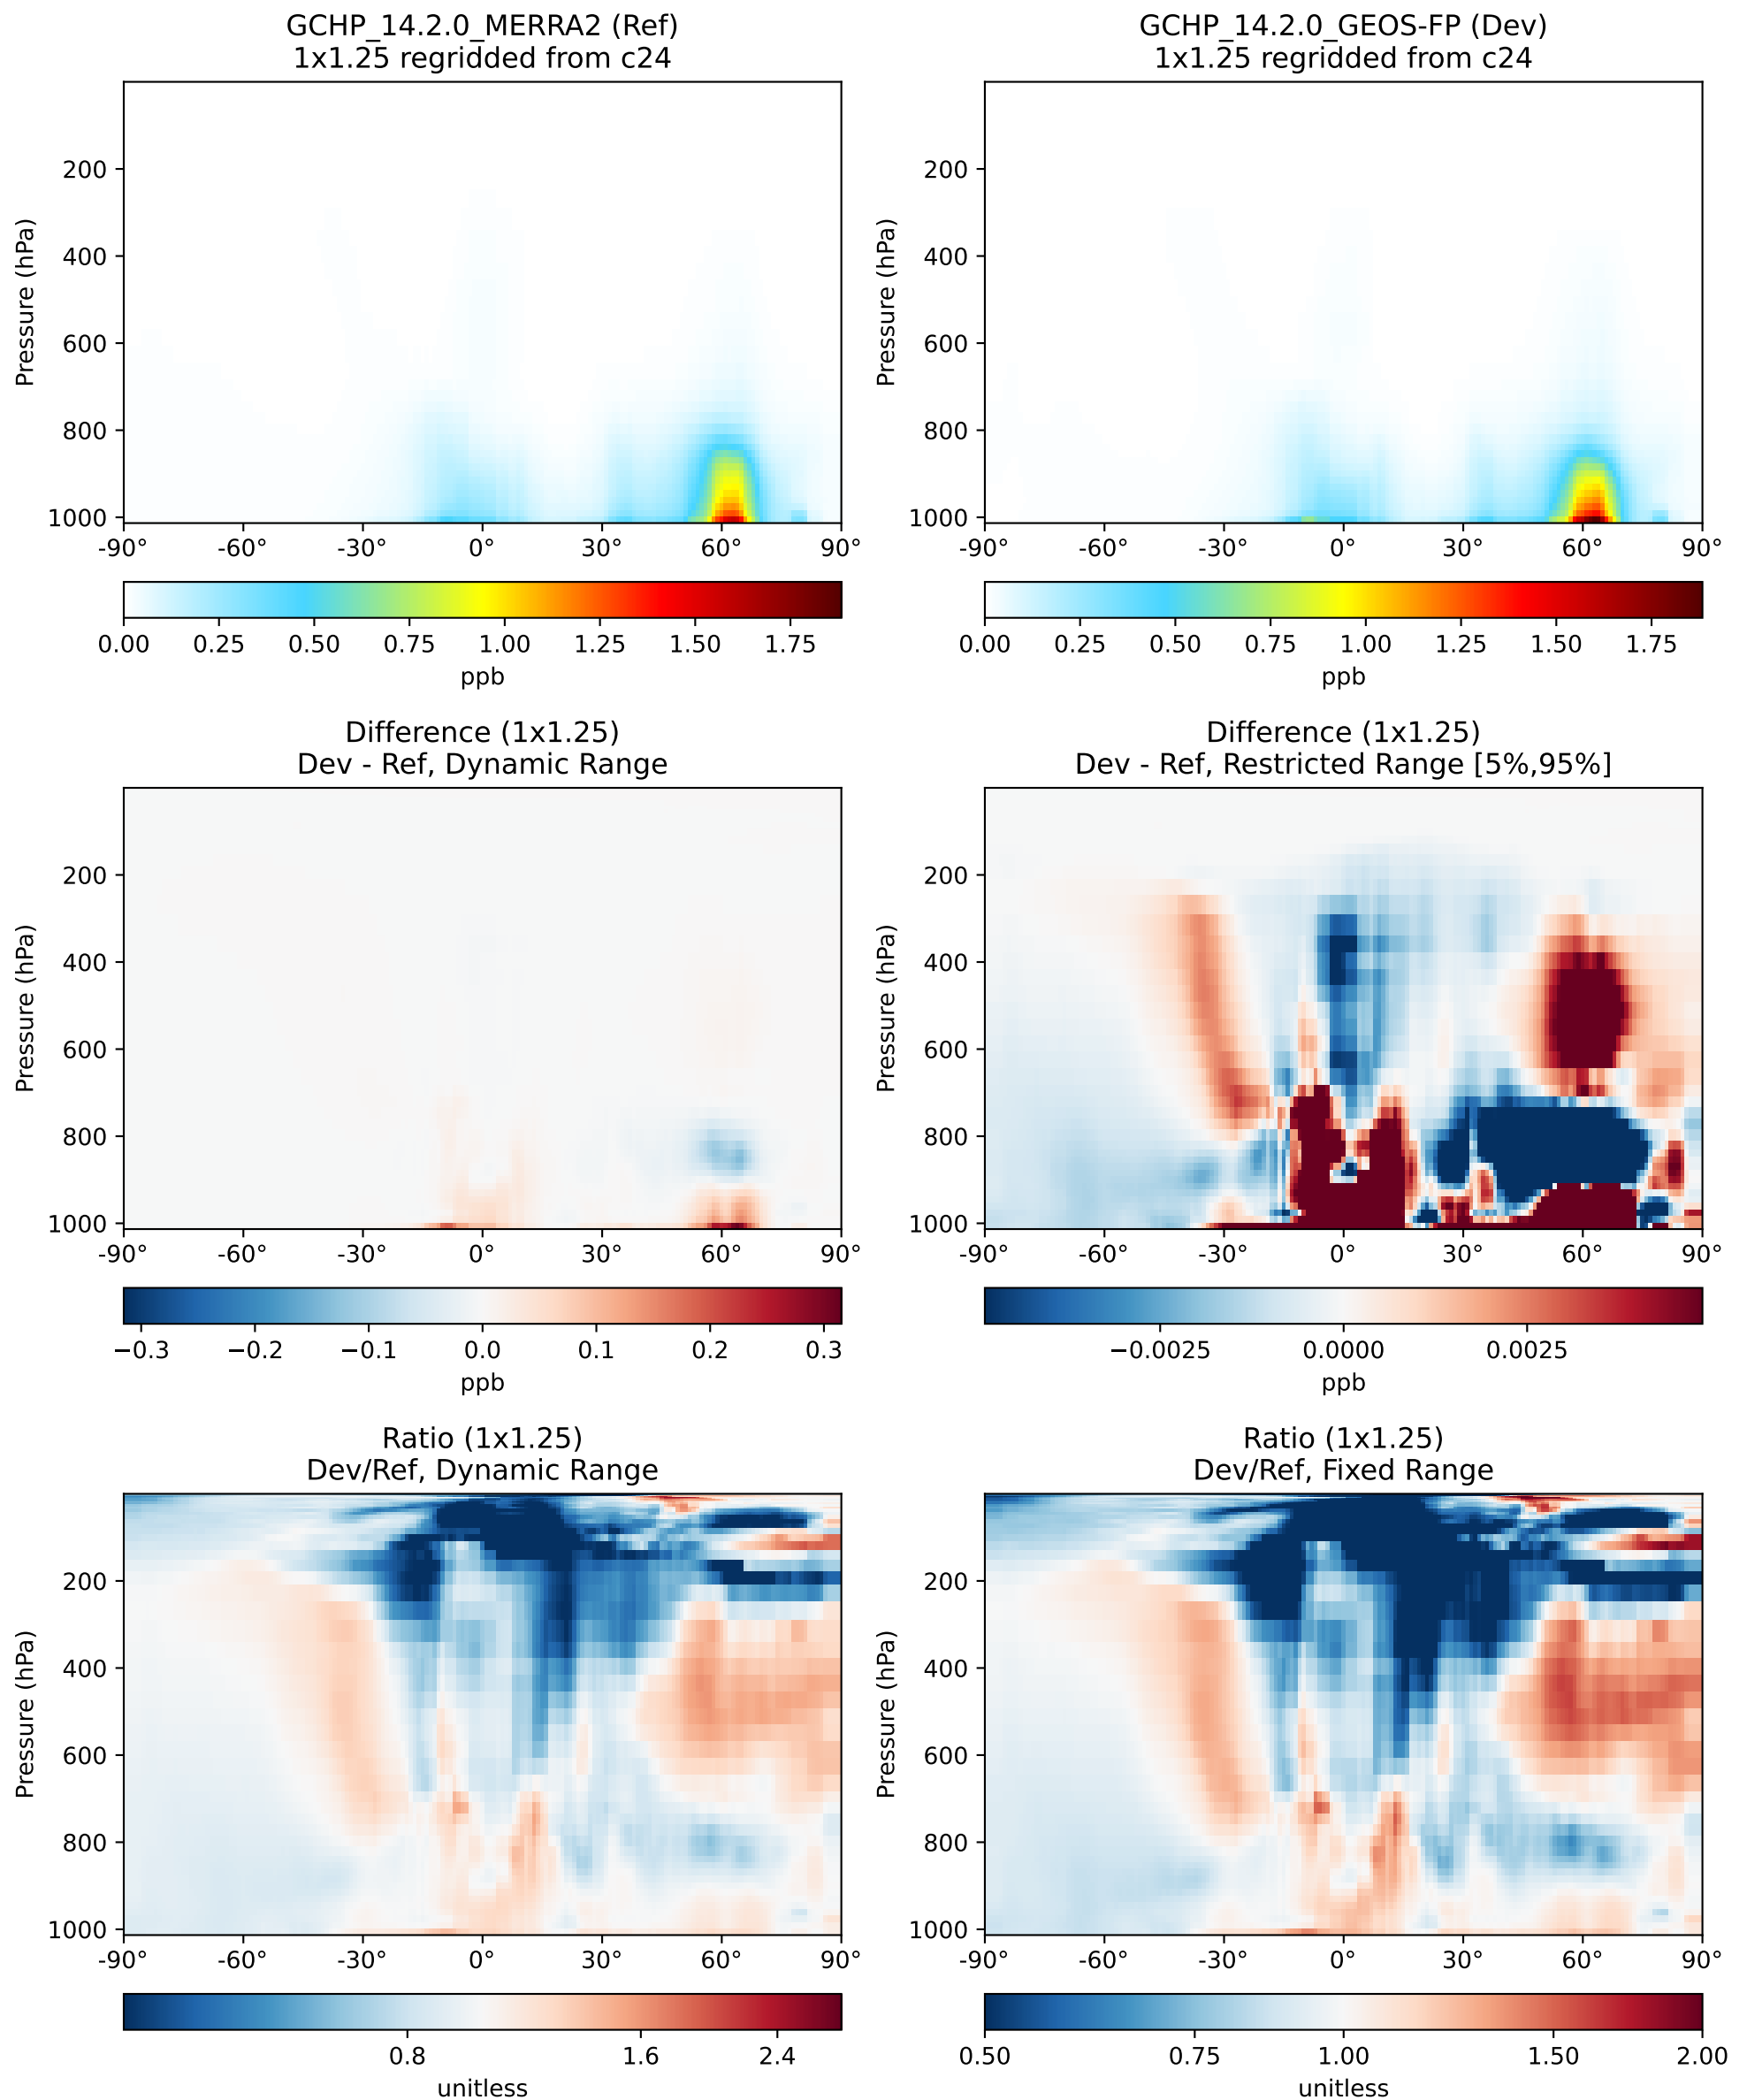 GCHP_14.2.0_MERRA2 (Ref)
1x1.25 regridded from c24
Pressure (hPa)
200
400
600
800
1000
-90° -60° -30° 0° 30° 60° 90°
0.00 0.25 0.50 0.75 1.00 1.25 1.50 1.75
ppb
GCHP_14.2.0_GEOS-FP (Dev)
1x1.25 regridded from c24
Pressure (hPa)
200
400
600
800
1000
-90° -60° -30° 0° 30° 60° 90°
0.00 0.25 0.50 0.75 1.00 1.25 1.50 1.75
ppb
Difference (1x1.25)
Dev - Ref, Dynamic Range
Pressure (hPa)
200
400
600
800
1000
-90° -60° -30° 0° 30° 60° 90°
−0.3 −0.2 −0.1 0.0 0.1 0.2 0.3
ppb
Difference (1x1.25)
Dev - Ref, Restricted Range [5%,95%]
Pressure (hPa)
200
400
600
800
1000
-90° -60° -30° 0° 30° 60° 90°
−0.0025 0.0000 0.0025
ppb
Ratio (1x1.25)
Dev/Ref, Dynamic Range
Pressure (hPa)
200
400
600
800
1000
-90° -60° -30° 0° 30° 60° 90°
0.8 1.6 2.4
unitless
Ratio (1x1.25)
Dev/Ref, Fixed Range
Pressure (hPa)
200
400
600
800
1000
-90° -60° -30° 0° 30° 60° 90°
0.50 0.75 1.00 1.50 2.00
unitless